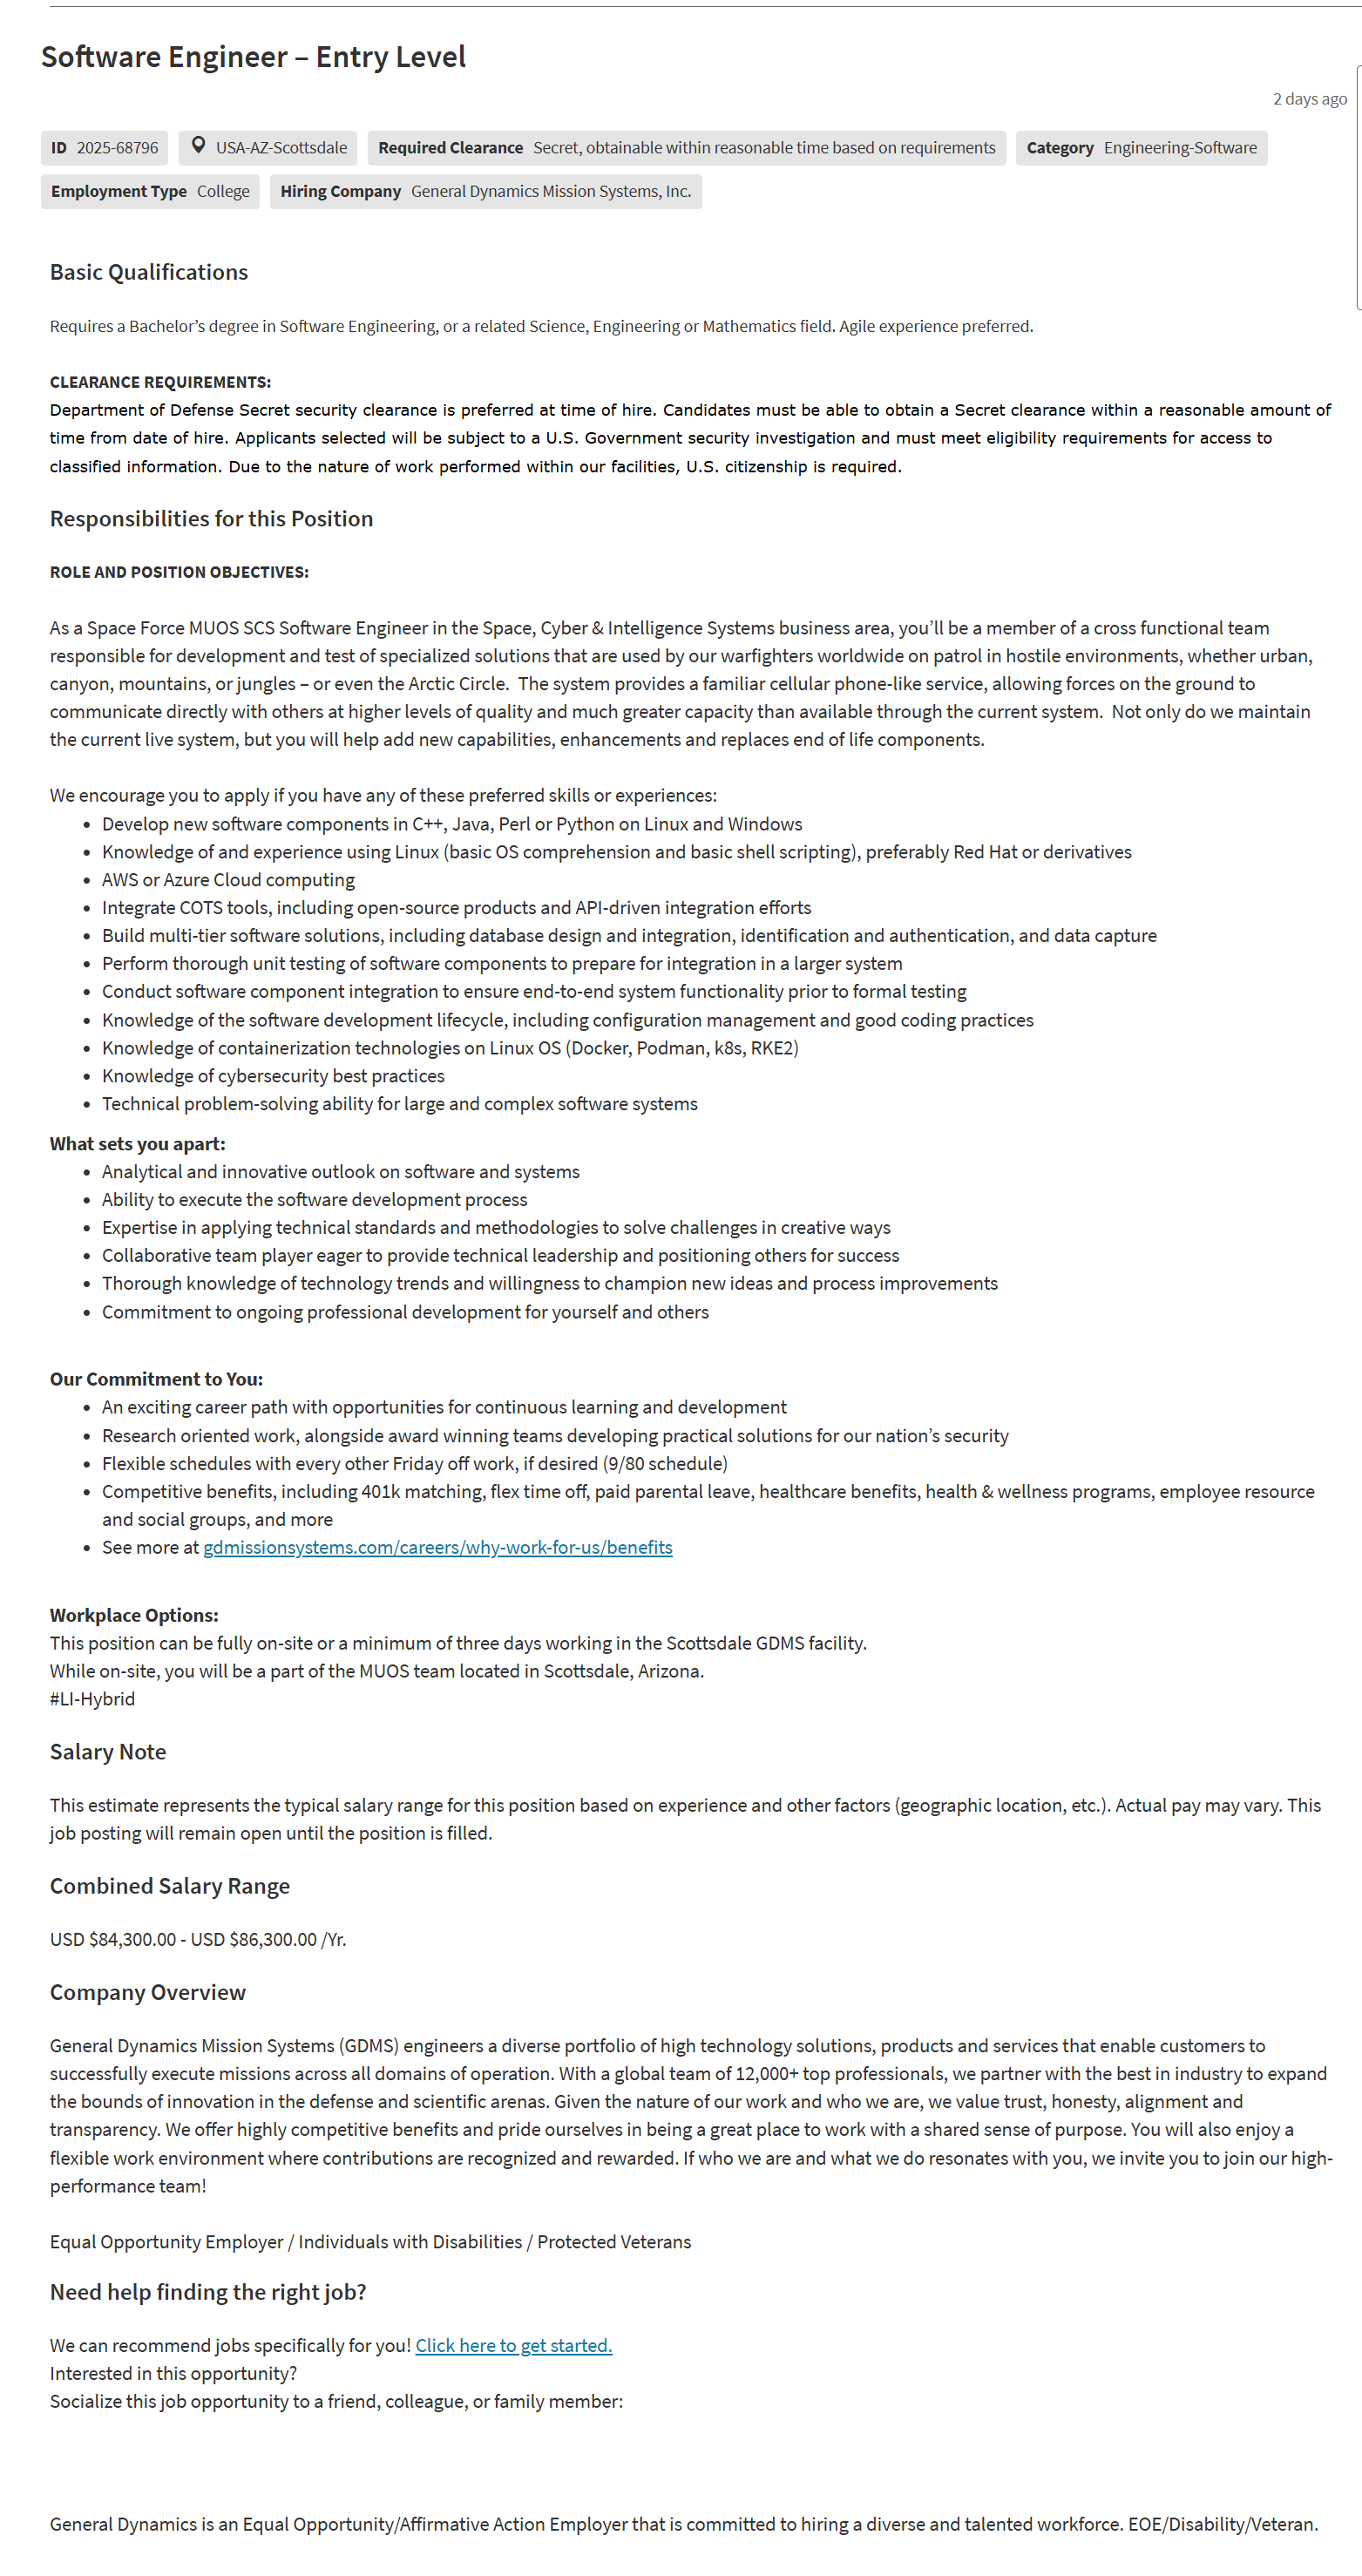 Software Engineer – Entry Level
2 days ago
ID 2025-68796 USA-AZ-Scottsdale Required Clearance Secret, obtainable within reasonable time based on requirements Category Engineering-Software
Employment Type College Hiring Company General Dynamics Mission Systems, Inc.
Basic Qualifications
Requires a Bachelor’s degree in Software Engineering, or a related Science, Engineering or Mathematics field. Agile experience preferred.
CLEARANCE REQUIREMENTS:
Department of Defense Secret security clearance is preferred at time of hire. Candidates must be able to obtain a Secret clearance within a reasonable amount of
time from date of hire. Applicants selected will be subject to a U.S. Government security investigation and must meet eligibility requirements for access to
classified information. Due to the nature of work performed within our facilities, U.S. citizenship is required.
Responsibilities for this Position
ROLE AND POSITION OBJECTIVES:
As a Space Force MUOS SCS Software Engineer in the Space, Cyber & Intelligence Systems business area, you’ll be a member of a cross functional team
responsible for development and test of specialized solutions that are used by our warfighters worldwide on patrol in hostile environments, whether urban,
canyon, mountains, or jungles – or even the Arctic Circle.  The system provides a familiar cellular phone-like service, allowing forces on the ground to
communicate directly with others at higher levels of quality and much greater capacity than available through the current system.  Not only do we maintain
the current live system, but you will help add new capabilities, enhancements and replaces end of life components.
We encourage you to apply if you have any of these preferred skills or experiences:
• Develop new software components in C++, Java, Perl or Python on Linux and Windows
• Knowledge of and experience using Linux (basic OS comprehension and basic shell scripting), preferably Red Hat or derivatives
• AWS or Azure Cloud computing
• Integrate COTS tools, including open-source products and API-driven integration efforts
• Build multi-tier software solutions, including database design and integration, identification and authentication, and data capture
• Perform thorough unit testing of software components to prepare for integration in a larger system
• Conduct software component integration to ensure end-to-end system functionality prior to formal testing
• Knowledge of the software development lifecycle, including configuration management and good coding practices
• Knowledge of containerization technologies on Linux OS (Docker, Podman, k8s, RKE2)
• Knowledge of cybersecurity best practices
• Technical problem-solving ability for large and complex software systems
What sets you apart:
• Analytical and innovative outlook on software and systems
• Ability to execute the software development process
• Expertise in applying technical standards and methodologies to solve challenges in creative ways
• Collaborative team player eager to provide technical leadership and positioning others for success
• Thorough knowledge of technology trends and willingness to champion new ideas and process improvements
• Commitment to ongoing professional development for yourself and others
Our Commitment to You:
• An exciting career path with opportunities for continuous learning and development
• Research oriented work, alongside award winning teams developing practical solutions for our nation’s security
• Flexible schedules with every other Friday off work, if desired (9/80 schedule)
• Competitive benefits, including 401k matching, flex time off, paid parental leave, healthcare benefits, health & wellness programs, employee resource
and social groups, and more
• See more at gdmissionsystems.com/careers/why-work-for-us/benefits
Workplace Options:
This position can be fully on-site or a minimum of three days working in the Scottsdale GDMS facility.
While on-site, you will be a part of the MUOS team located in Scottsdale, Arizona.
#LI-Hybrid
Salary Note
This estimate represents the typical salary range for this position based on experience and other factors (geographic location, etc.). Actual pay may vary. This
job posting will remain open until the position is filled.
Combined Salary Range
USD $84,300.00 - USD $86,300.00 /Yr.
Company Overview
General Dynamics Mission Systems (GDMS) engineers a diverse portfolio of high technology solutions, products and services that enable customers to
successfully execute missions across all domains of operation. With a global team of 12,000+ top professionals, we partner with the best in industry to expand
the bounds of innovation in the defense and scientific arenas. Given the nature of our work and who we are, we value trust, honesty, alignment and
transparency. We offer highly competitive benefits and pride ourselves in being a great place to work with a shared sense of purpose. You will also enjoy a
flexible work environment where contributions are recognized and rewarded. If who we are and what we do resonates with you, we invite you to join our high-
performance team!
Equal Opportunity Employer / Individuals with Disabilities / Protected Veterans
Need help finding the right job?
We can recommend jobs specifically for you! Click here to get started.
Interested in this opportunity?
Socialize this job opportunity to a friend, colleague, or family member:
General Dynamics is an Equal Opportunity/Affirmative Action Employer that is committed to hiring a diverse and talented workforce. EOE/Disability/Veteran.